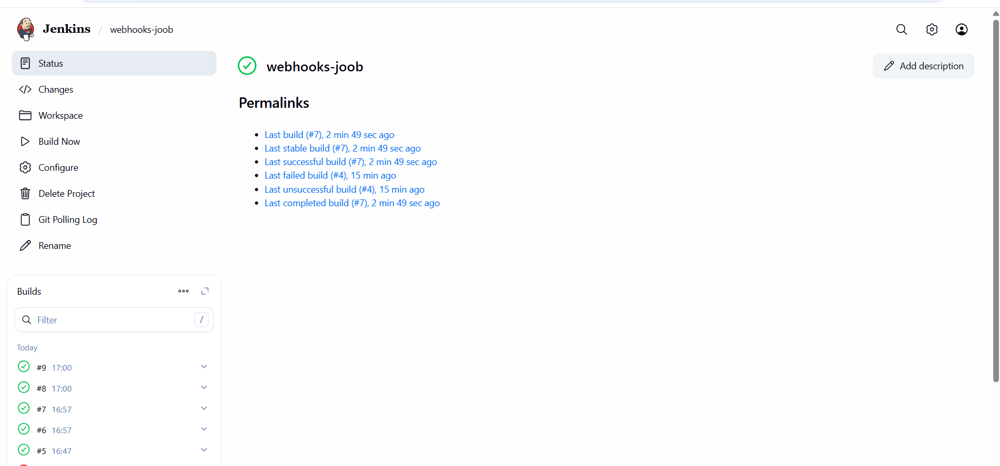 Jenkins / webhooks-joob
Status
Changes
Workspace
Build Now
Configure
Delete Project
Git Polling Log
Rename
webhooks-joob
Add description
Permalinks
Last build (#7), 2 min 49 sec ago
Last stable build (#7), 2 min 49 sec ago
Last successful build (#7), 2 min 49 sec ago
Last failed build (#4), 15 min ago
Last unsuccessful build (#4), 15 min ago
Last completed build (#7), 2 min 49 sec ago
Builds
Filter /
Today
#9 17:00
#8 17:00
#7 16:57
#6 16:57
#5 16:47